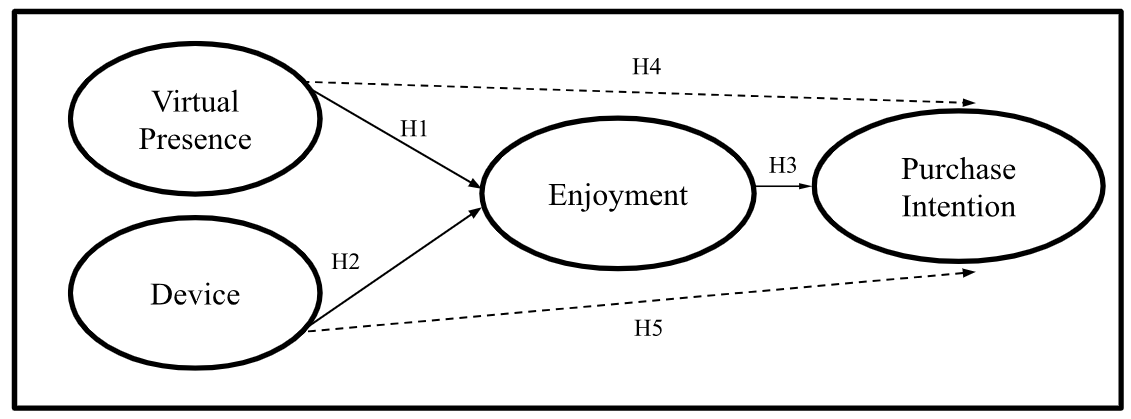 H4
Virtual
Presence
H1
Enjoyment
H3
Purchase
Intention
H2
Device
H5